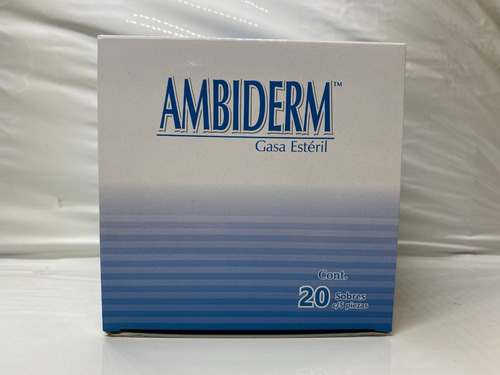 AMBIDERM™
Gasa Estéril
Cont.
20 Sobres
c/5 piezas